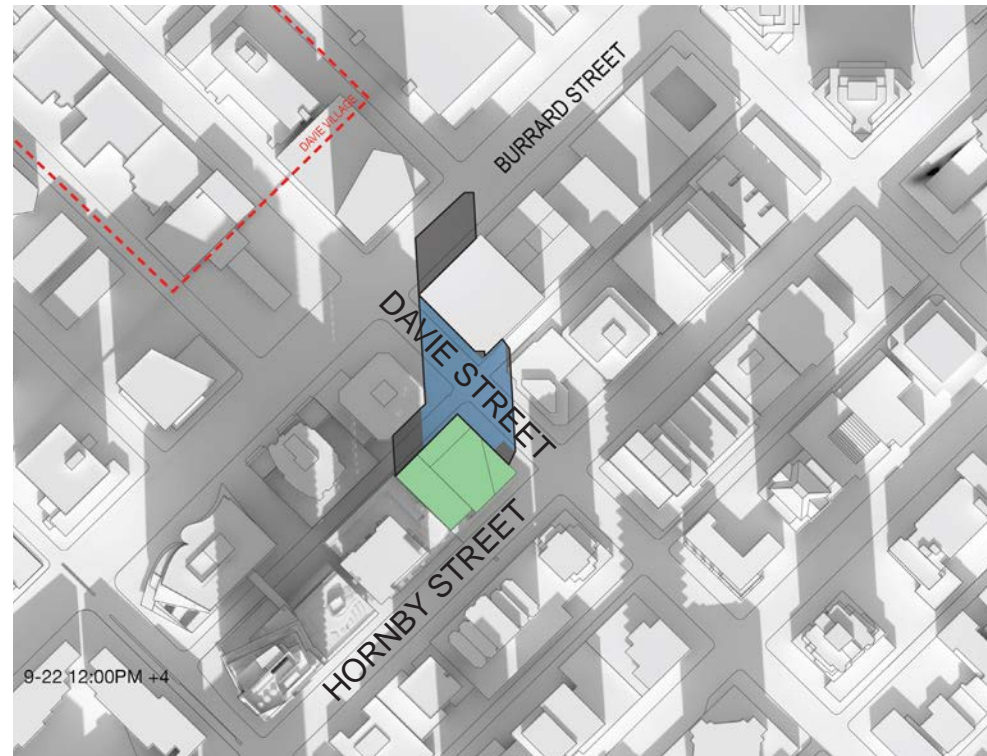 BURRARD STREET
DAVIE VILLAGE
DAVIE STREET
HORNBY STREET
9-22 12:00PM +4